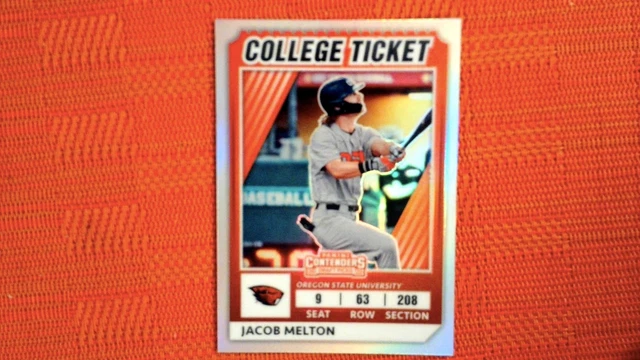 COLLEGE TICKET
BASEBALL
PANINI
CONTENDERS
DRAFT PICKS
OREGON STATE UNIVERSITY
9 | 63 | 208
SEAT ROW SECTION
JACOB MELTON